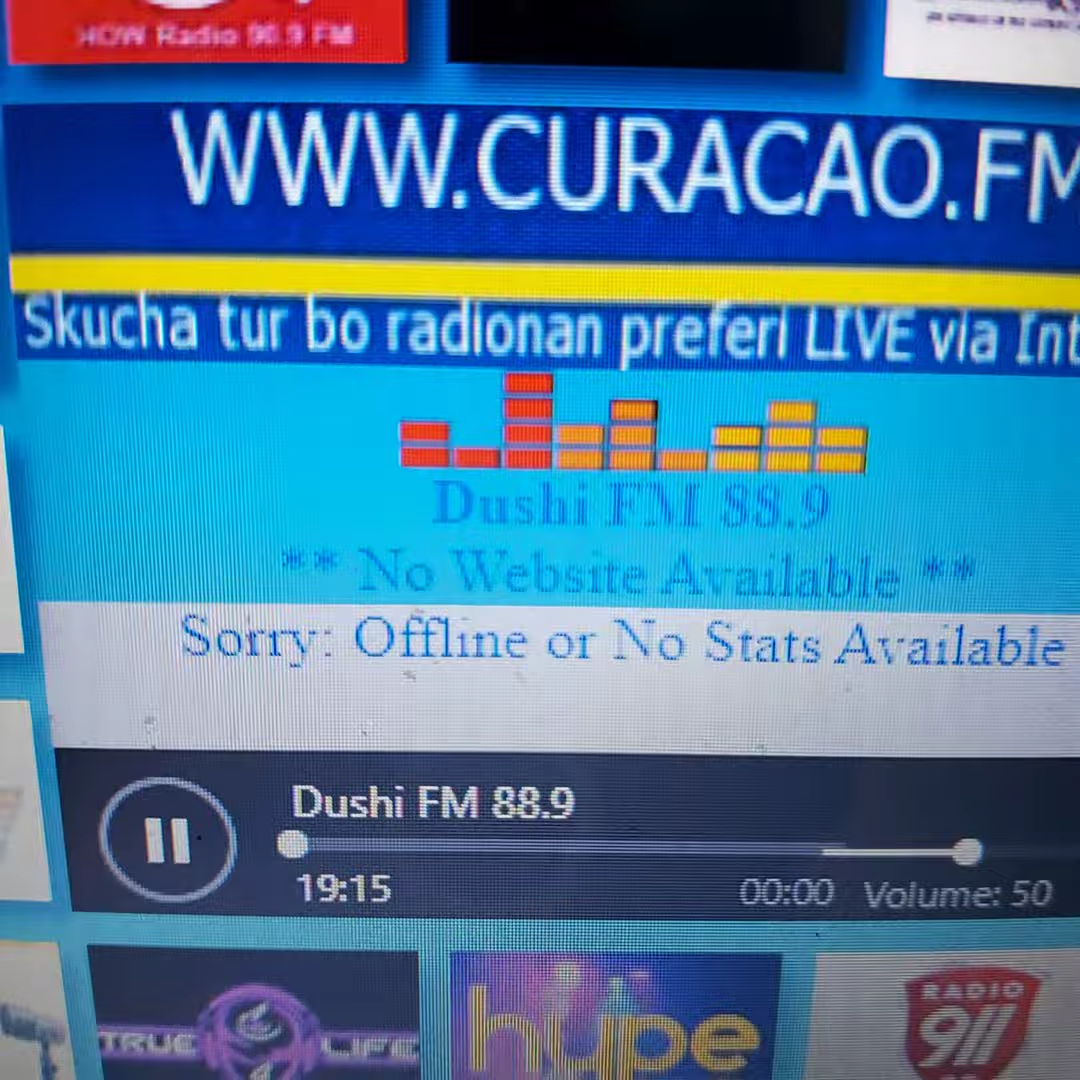 HOW Radio 96.9 FM
WWW.CURACAO.FM
Skucha tur bo radionan preferi LIVE via Int
Dushi FM 88.9
** No Website Available **
Sorry: Offline or No Stats Available
Dushi FM 88.9
19:15
00:00 Volume: 50
TRUE LIFE
hype
RADIO
911